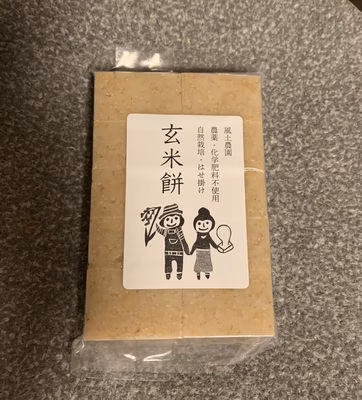 風土農園
農薬・化学肥料不使用
自然栽培・はせ掛け
玄米餅